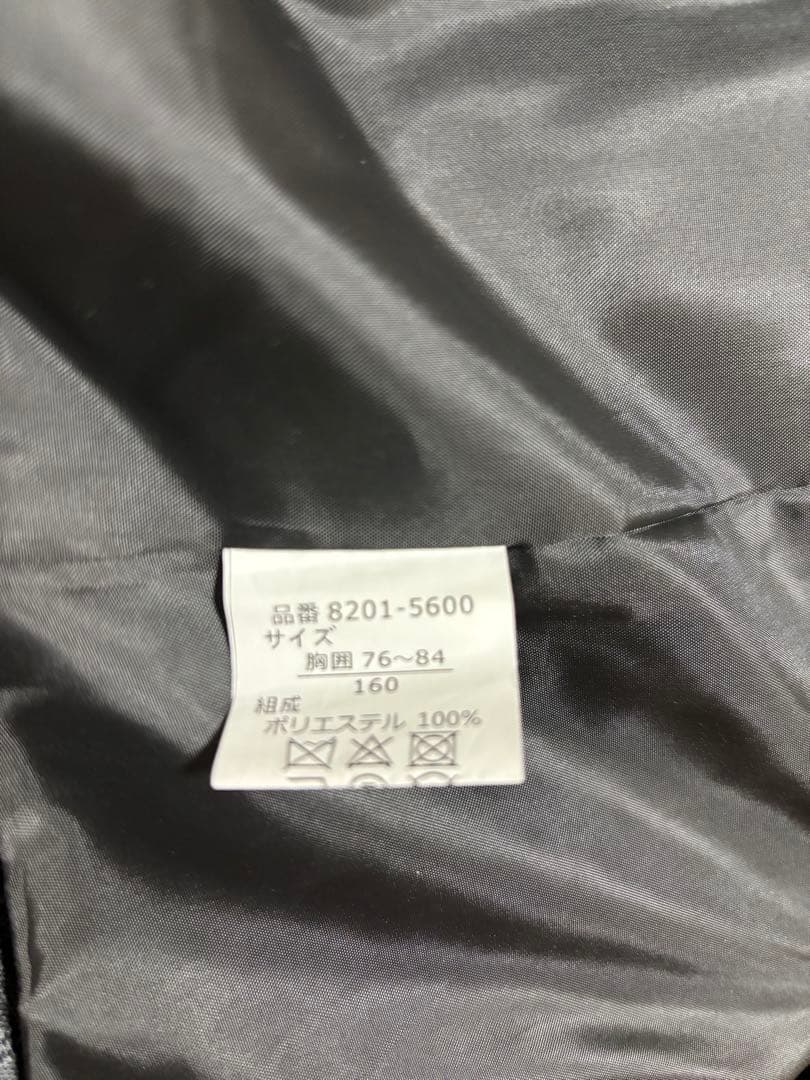 品番 8201-5600
サイズ
胸囲 76～84
160
組成
ポリエステル 100%